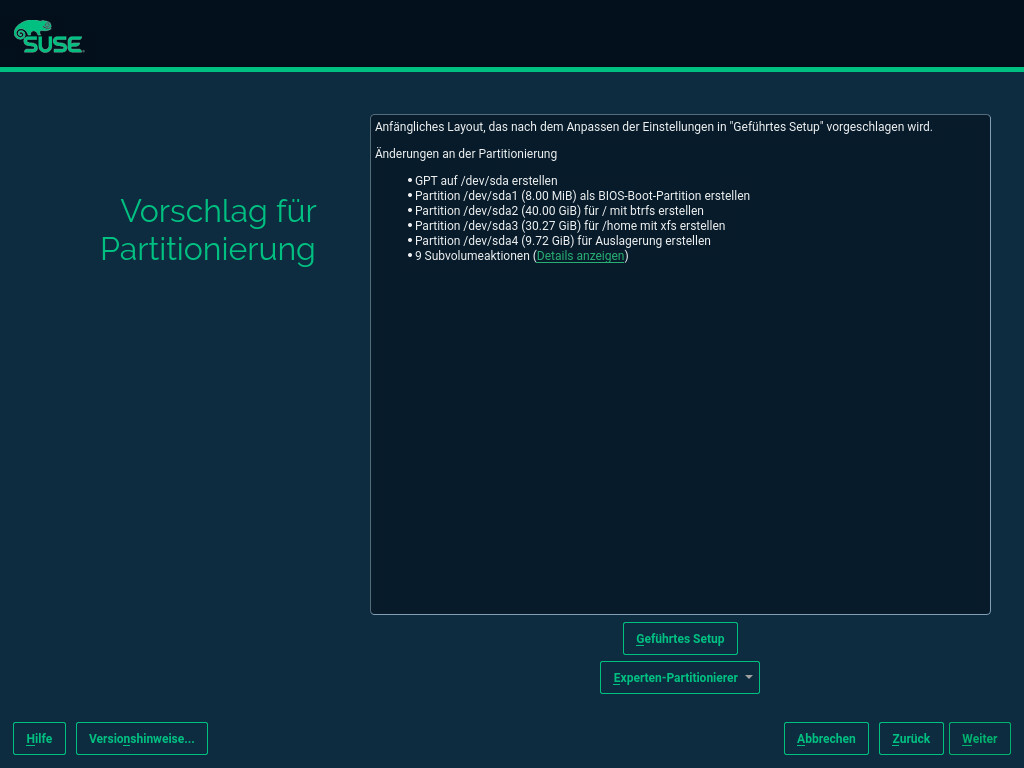 SUSE
Vorschlag für
Partitionierung
Anfängliches Layout, das nach dem Anpassen der Einstellungen in "Geführtes Setup" vorgeschlagen wird.
Änderungen an der Partitionierung
• GPT auf /dev/sda erstellen
• Partition /dev/sda1 (8.00 MiB) als BIOS-Boot-Partition erstellen
• Partition /dev/sda2 (40.00 GiB) für / mit btrfs erstellen
• Partition /dev/sda3 (30.27 GiB) für /home mit xfs erstellen
• Partition /dev/sda4 (9.72 GiB) für Auslagerung erstellen
• 9 Subvolumeaktionen (Details anzeigen)
Geführtes Setup
Experten-Partitionierer
Hilfe Versionshinweise... Abbrechen Zurück Weiter